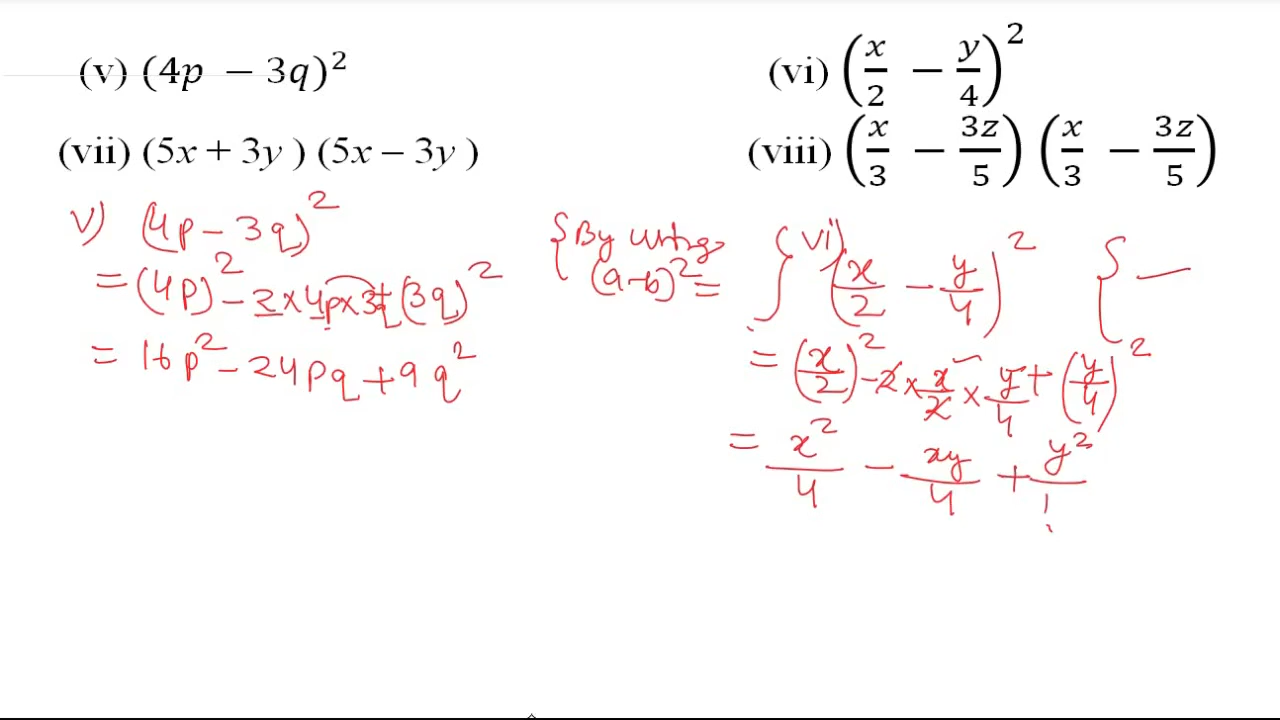 (v) (4p − 3q)² (vi) (x/2 − y/4)²
(vii) (5x + 3y ) (5x − 3y ) (viii) (x/3 − 3z/5) (x/3 − 3z/5)
v) (4p − 3q)²
= (4p)² − 2 × 4p × 3q + (3q)²
= 16p² − 24pq + 9q²
{ By using
(a−b)² = }
(vi) (x/2 − y/4)² { —
= (x/2)² − 2 × x/2 × y/4 + (y/4)²
= x²/4 − xy/4 + y²/1